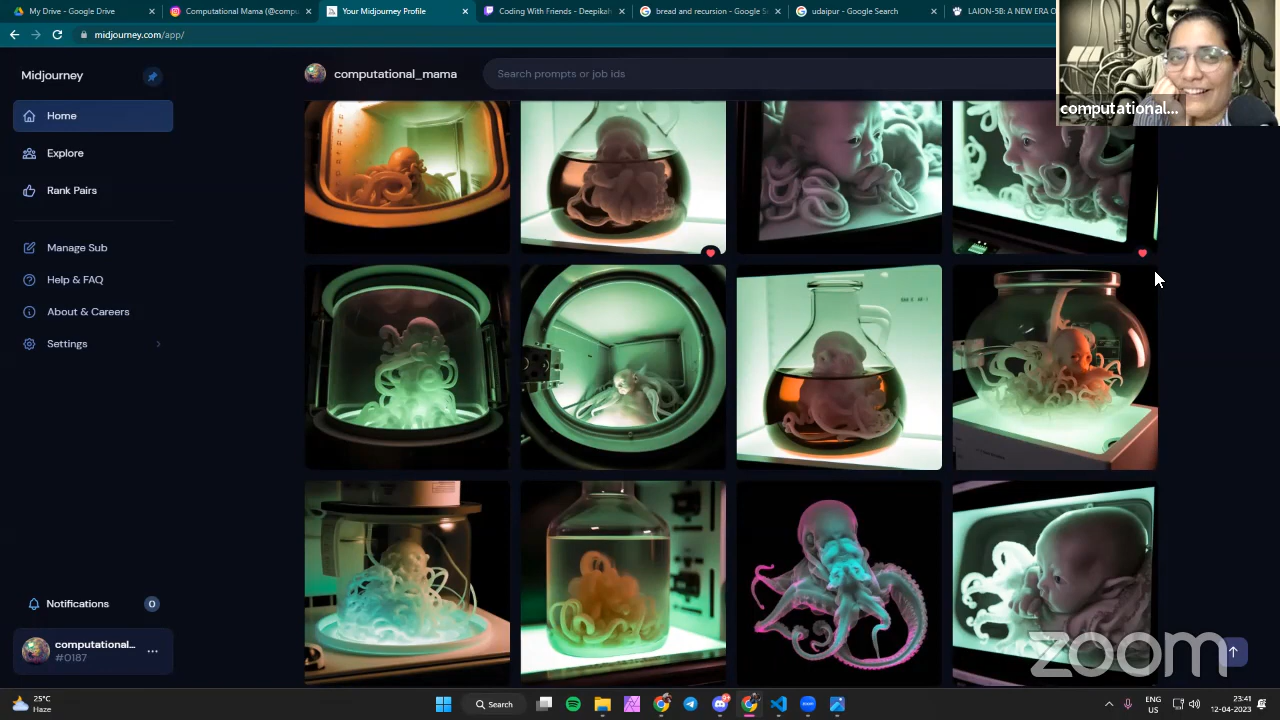 My Drive - Google Drive
Computational Mama (@compu
Your Midjourney Profile
Coding With Friends - Deepikah
bread and recursion - Google S
udaipur - Google Search
LAION-5B: A NEW ERA O
midjourney.com/app/
Midjourney
computational_mama
Search prompts or job ids
computational...
Home
Explore
Rank Pairs
Manage Sub
Help & FAQ
About & Careers
Settings
Notifications
0
computational...
#0187
zoom
25°C
Haze
Search
ENG
US
23:41
12-04-2023